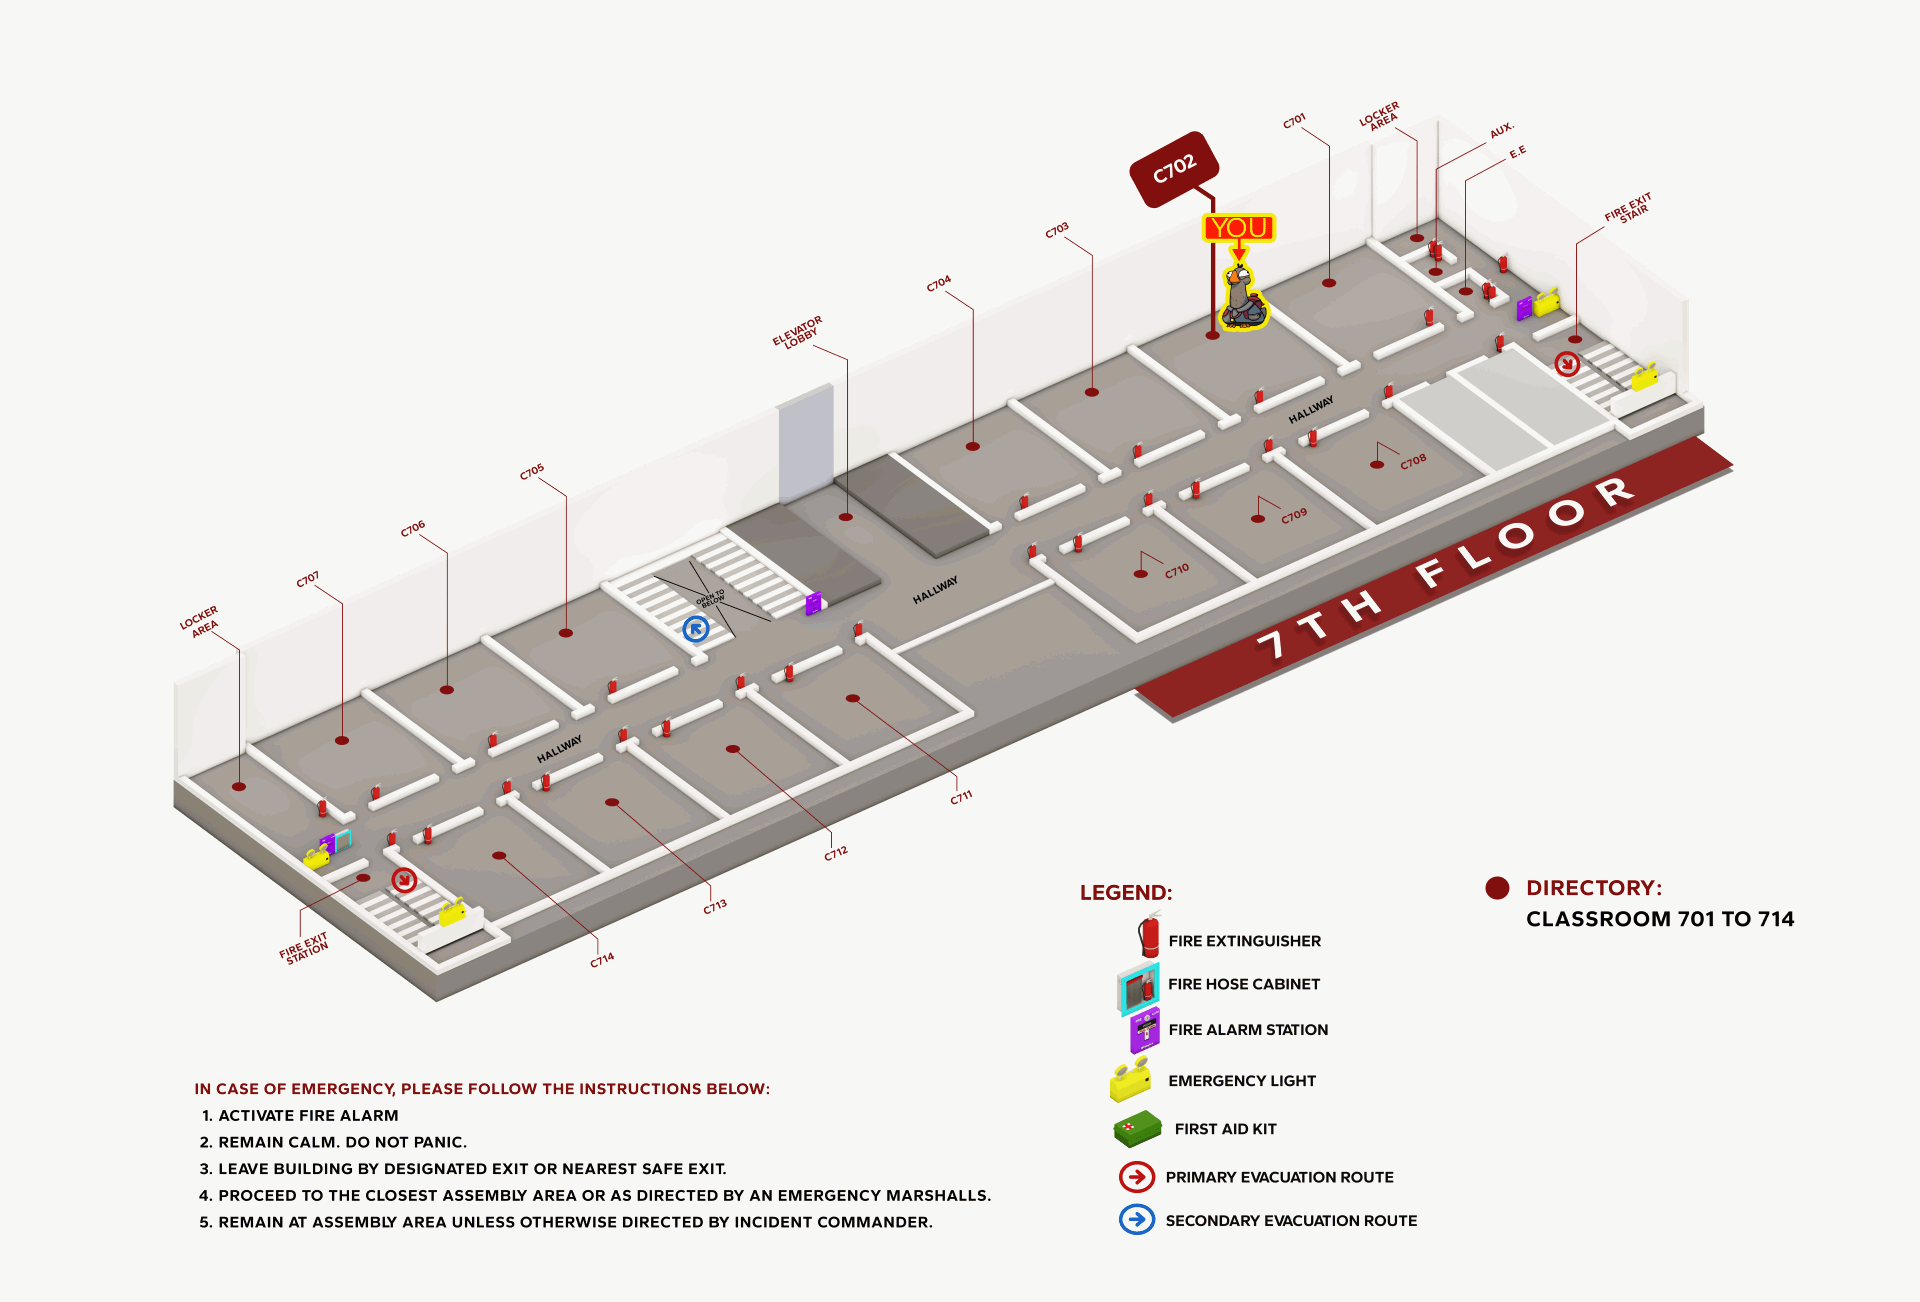 C701
LOCKER
AREA
AUX.
E.E
C702
FIRE EXIT
STAIR
YOU
C703
C704
ELEVATOR
LOBBY
C705
C706
C707
LOCKER
AREA
HALLWAY
C708
C709
C710
HALLWAY
OPEN TO
BELOW
HALLWAY
7TH FLOOR
C711
C712
C713
C714
FIRE EXIT
STATION
LEGEND:
FIRE EXTINGUISHER
FIRE HOSE CABINET
FIRE ALARM STATION
EMERGENCY LIGHT
FIRST AID KIT
PRIMARY EVACUATION ROUTE
SECONDARY EVACUATION ROUTE
DIRECTORY:
CLASSROOM 701 TO 714
IN CASE OF EMERGENCY, PLEASE FOLLOW THE INSTRUCTIONS BELOW:
1. ACTIVATE FIRE ALARM
2. REMAIN CALM. DO NOT PANIC.
3. LEAVE BUILDING BY DESIGNATED EXIT OR NEAREST SAFE EXIT.
4. PROCEED TO THE CLOSEST ASSEMBLY AREA OR AS DIRECTED BY AN EMERGENCY MARSHALLS.
5. REMAIN AT ASSEMBLY AREA UNLESS OTHERWISE DIRECTED BY INCIDENT COMMANDER.